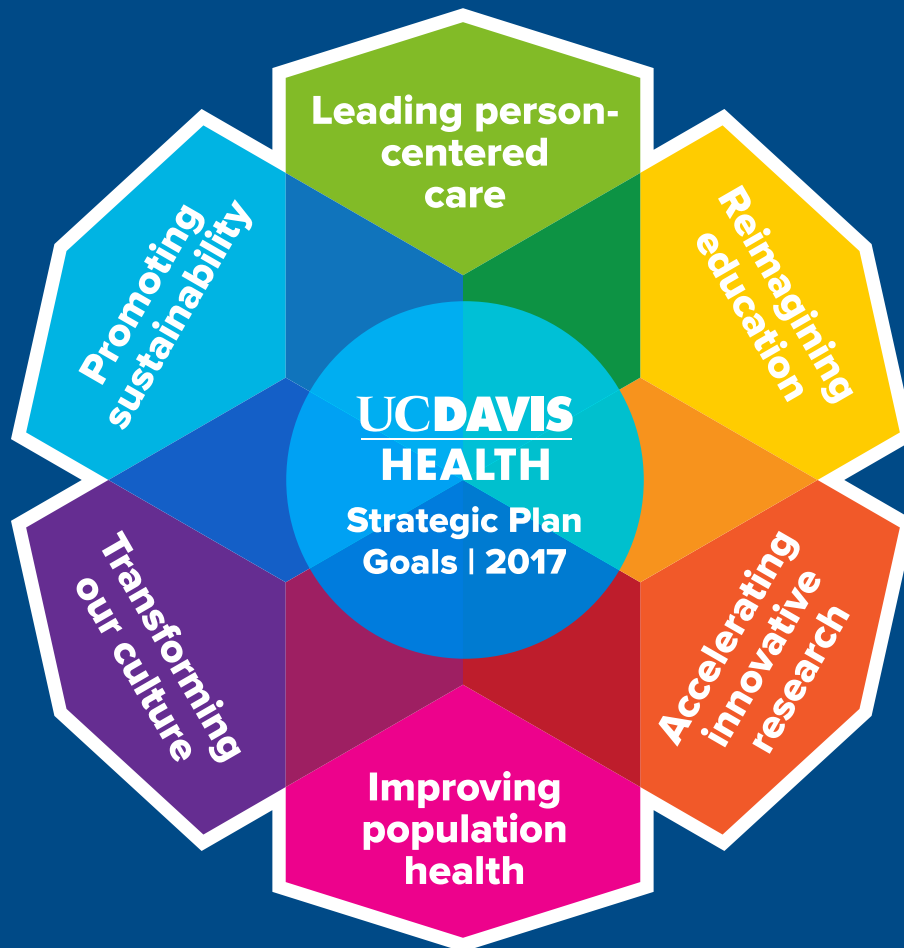 Leading person-
centered
care
Reimagining
education
Accelerating
innovative
research
Improving
population
health
Transforming
our culture
Promoting
sustainability
UCDAVIS
HEALTH
Strategic Plan
Goals | 2017